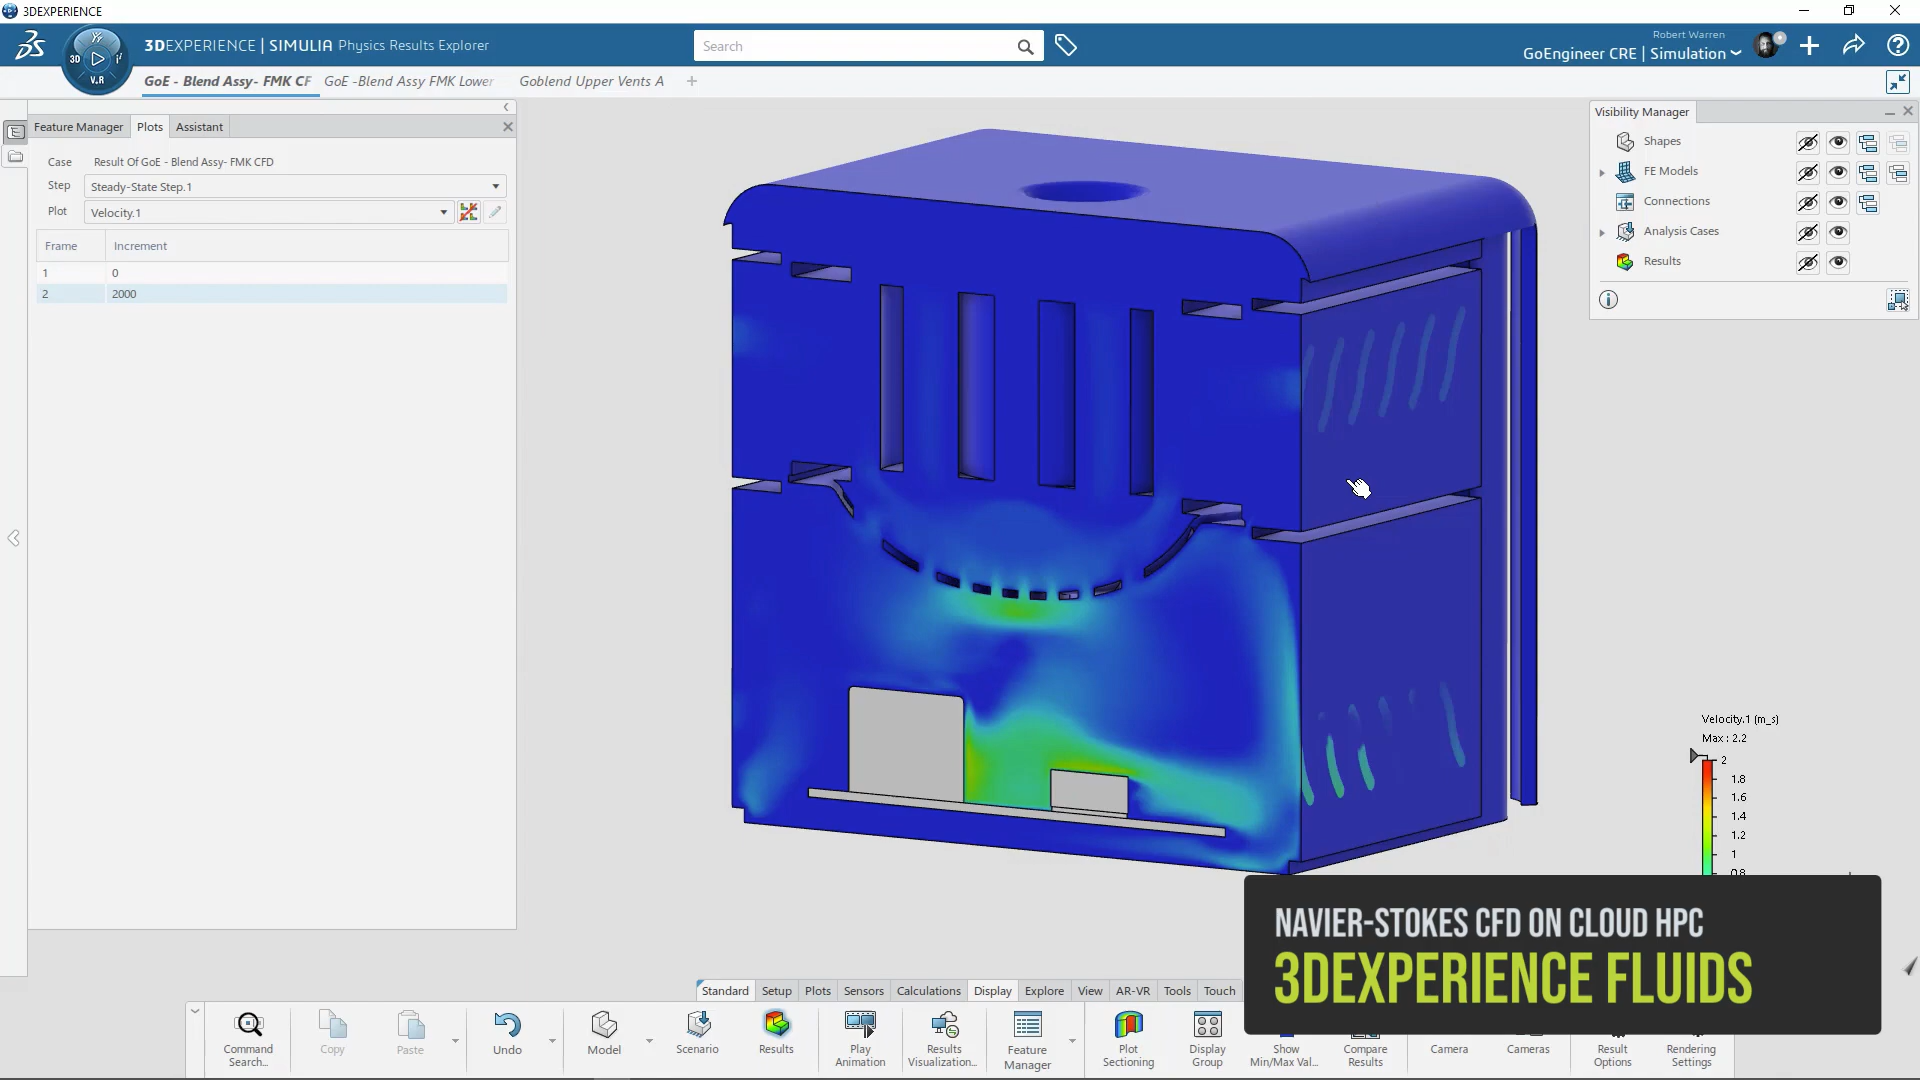 3DEXPERIENCE
3DEXPERIENCE | SIMULIA Physics Results Explorer
3D
V.R
Search
Robert Warren
GoEngineer CRE | Simulation
GoE - Blend Assy- FMK CF
GoE -Blend Assy FMK Lower
Goblend Upper Vents A
+
Feature Manager
Plots
Assistant
Case Result Of GoE - Blend Assy- FMK CFD
Step Steady-State Step.1
Plot Velocity.1
Frame Increment
1 0
2 2000
Visibility Manager
Shapes
FE Models
Connections
Analysis Cases
Results
Velocity.1 (m_s)
Max : 2.2
2
1.8
1.6
1.4
1.2
1
0.8
NAVIER-STOKES CFD ON CLOUD HPC
3DEXPERIENCE FLUIDS
Standard Setup Plots Sensors Calculations Display Explore View AR-VR Tools Touch
Command Search...
Copy
Paste
Undo
Model
Scenario
Results
Play Animation
Results Visualization...
Feature Manager
Plot Sectioning
Display Group
Show Min/Max Val...
Compare Results
Camera
Cameras
Result Options
Rendering Settings